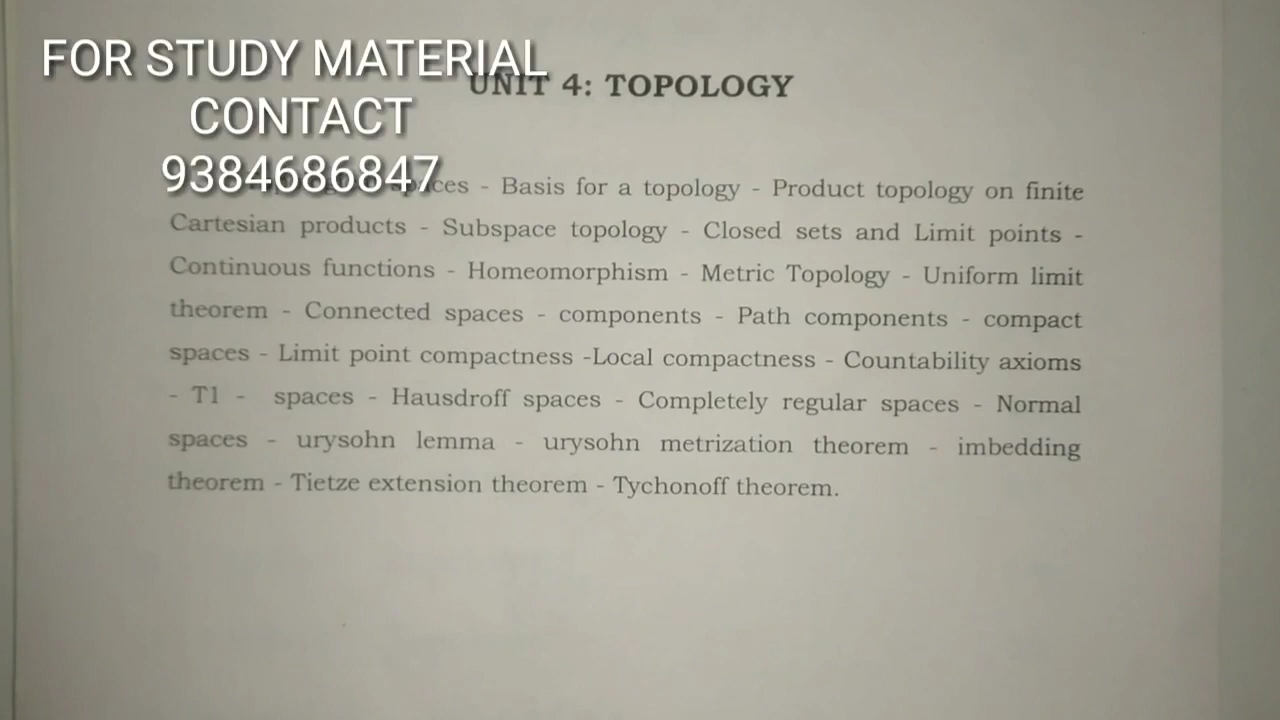 FOR STUDY MATERIAL
CONTACT
9384686847
UNIT 4: TOPOLOGY
spaces - Basis for a topology - Product topology on finite
Cartesian products - Subspace topology - Closed sets and Limit points -
Continuous functions - Homeomorphism - Metric Topology - Uniform limit
theorem - Connected spaces - components - Path components - compact
spaces - Limit point compactness -Local compactness - Countability axioms
- T1 - spaces - Hausdroff spaces - Completely regular spaces - Normal
spaces - urysohn lemma - urysohn metrization theorem - imbedding
theorem - Tietze extension theorem - Tychonoff theorem.